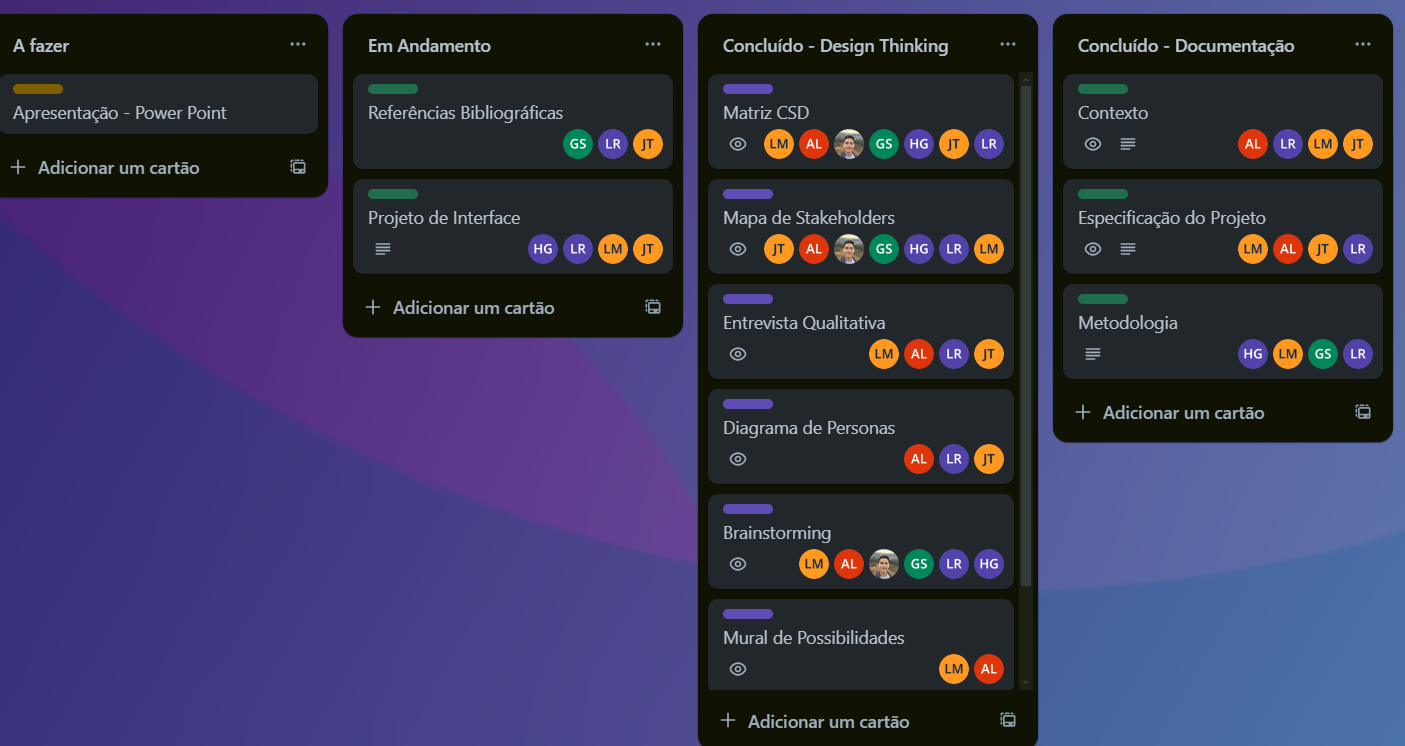 A fazer
Apresentação - Power Point
Adicionar um cartão
Em Andamento
Referências Bibliográficas
GS LR JT
Projeto de Interface
HG LR LM JT
Adicionar um cartão
Concluído - Design Thinking
Matriz CSD
LM AL GS HG JT LR
Mapa de Stakeholders
JT AL GS HG LR LM
Entrevista Qualitativa
LM AL LR JT
Diagrama de Personas
AL LR JT
Brainstorming
LM AL GS LR HG
Mural de Possibilidades
LM AL
Adicionar um cartão
Concluído - Documentação
Contexto
AL LR LM JT
Especificação do Projeto
LM AL JT LR
Metodologia
HG LM GS LR
Adicionar um cartão